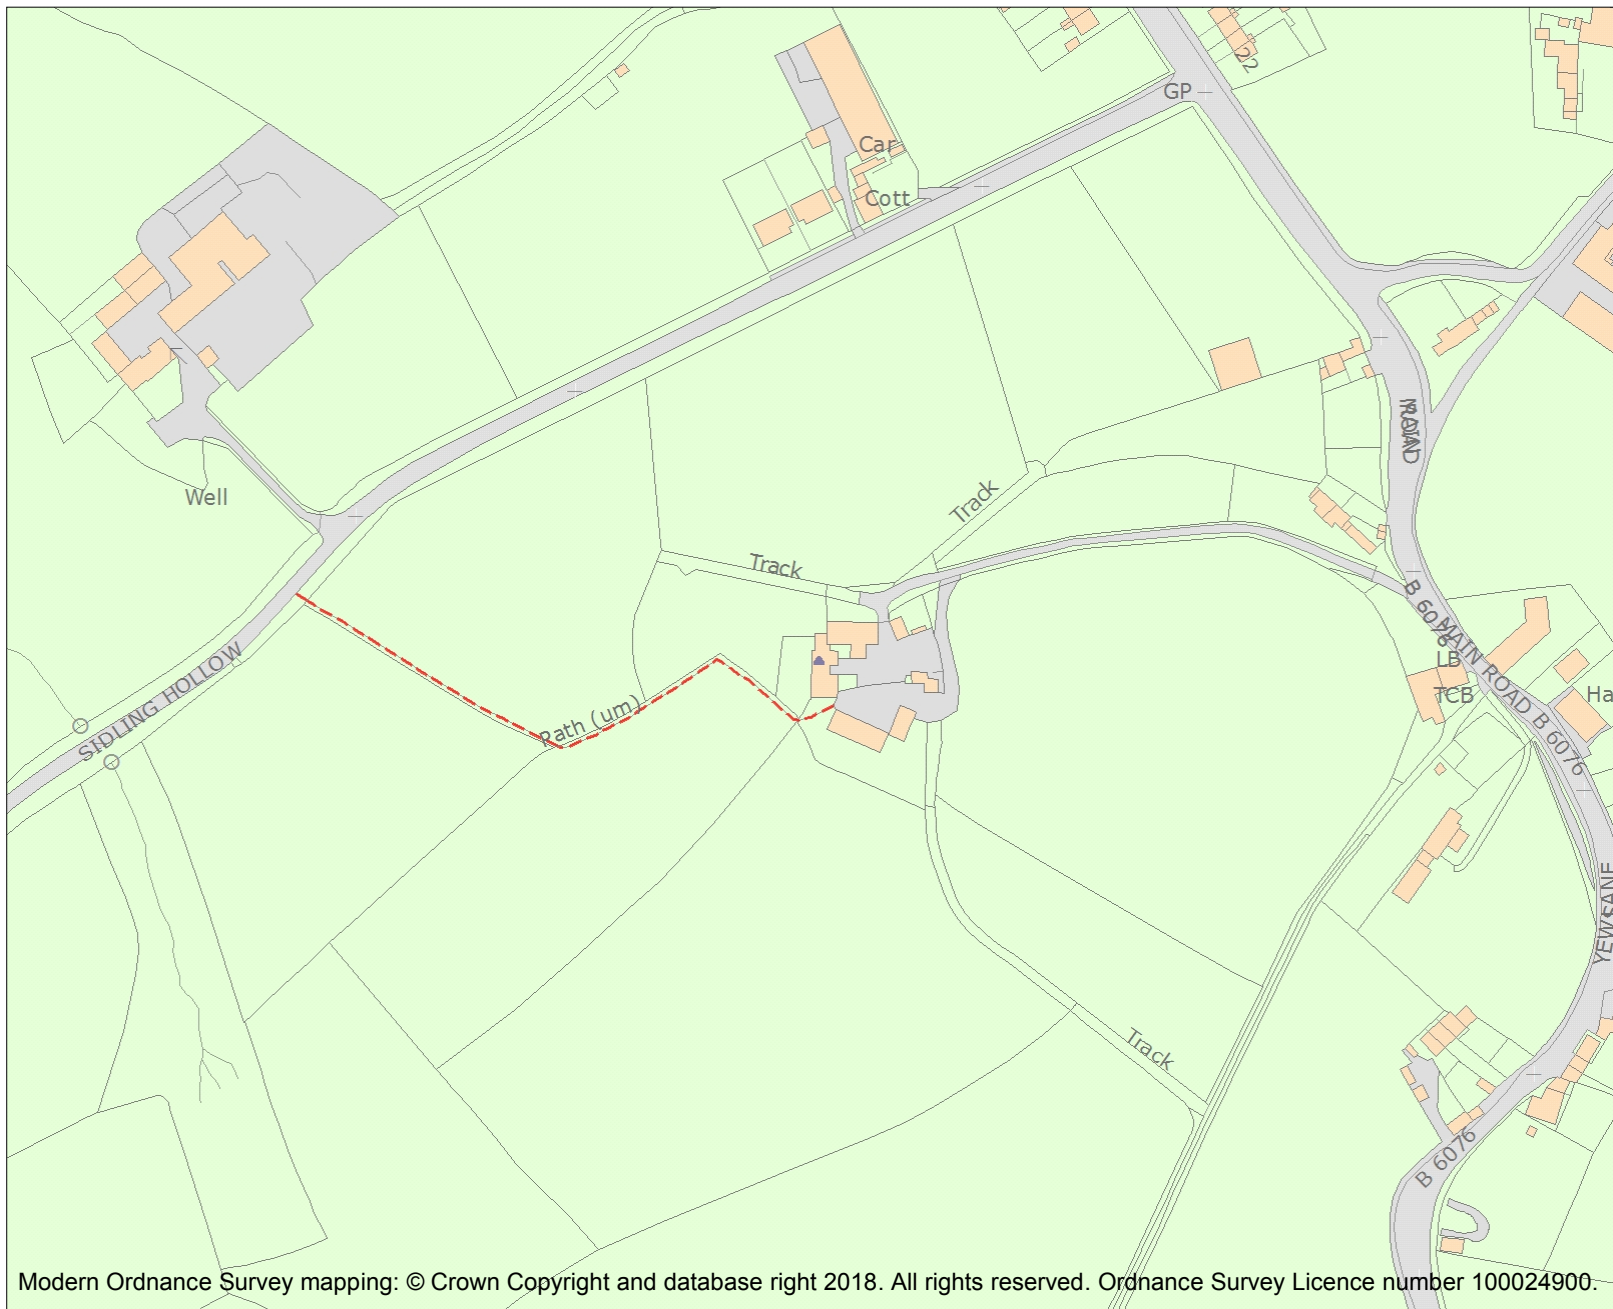 22
GP
Car
Cott
MAIN
ROAD
Well
Track
Track
B 6076
MAIN ROAD B 6076
8
LB
TCB
Ha
SIDLING HOLLOW
Path (um)
Track
B 6076
Modern Ordnance Survey mapping: © Crown Copyright and database right 2018. All rights reserved. Ordnance Survey Licence number 100024900.